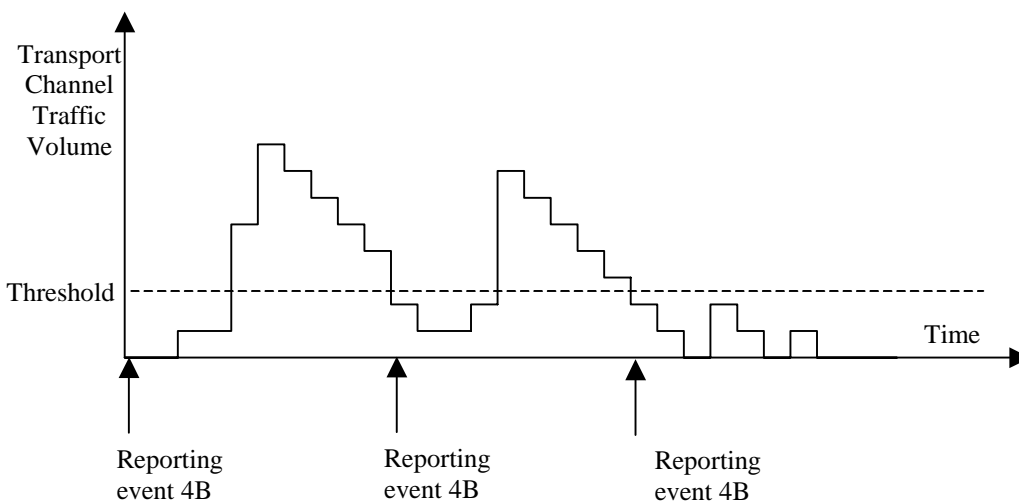 Transport
Channel
Traffic
Volume
Threshold
Time
Reporting
event 4B
Reporting
event 4B
Reporting
event 4B